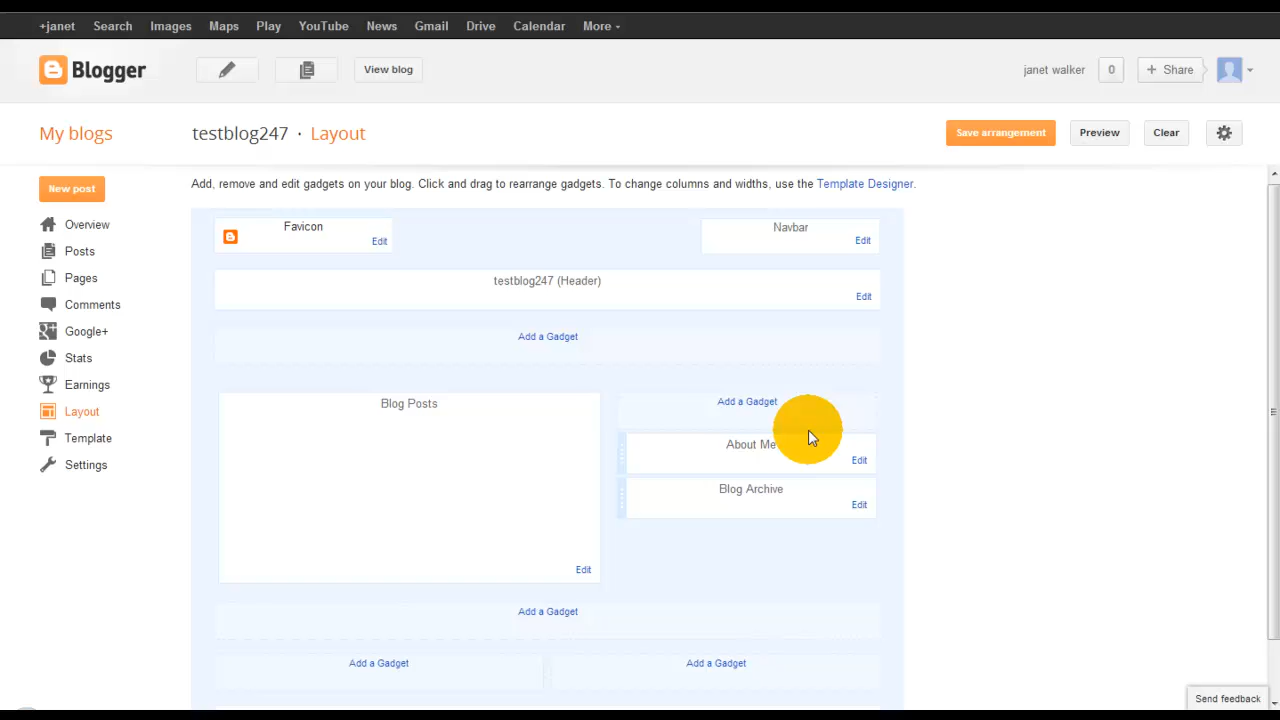 +janet Search Images Maps Play YouTube News Gmail Drive Calendar More
Blogger View blog janet walker 0 + Share
My blogs testblog247 · Layout Save arrangement Preview Clear
Add, remove and edit gadgets on your blog. Click and drag to rearrange gadgets. To change columns and widths, use the Template Designer.
New post
Overview
Posts
Pages
Comments
Google+
Stats
Earnings
Layout
Template
Settings
Favicon
Edit
Navbar
Edit
testblog247 (Header)
Edit
Add a Gadget
Blog Posts
Edit
Add a Gadget
About Me
Edit
Blog Archive
Edit
Add a Gadget
Add a Gadget
Add a Gadget
Send feedback